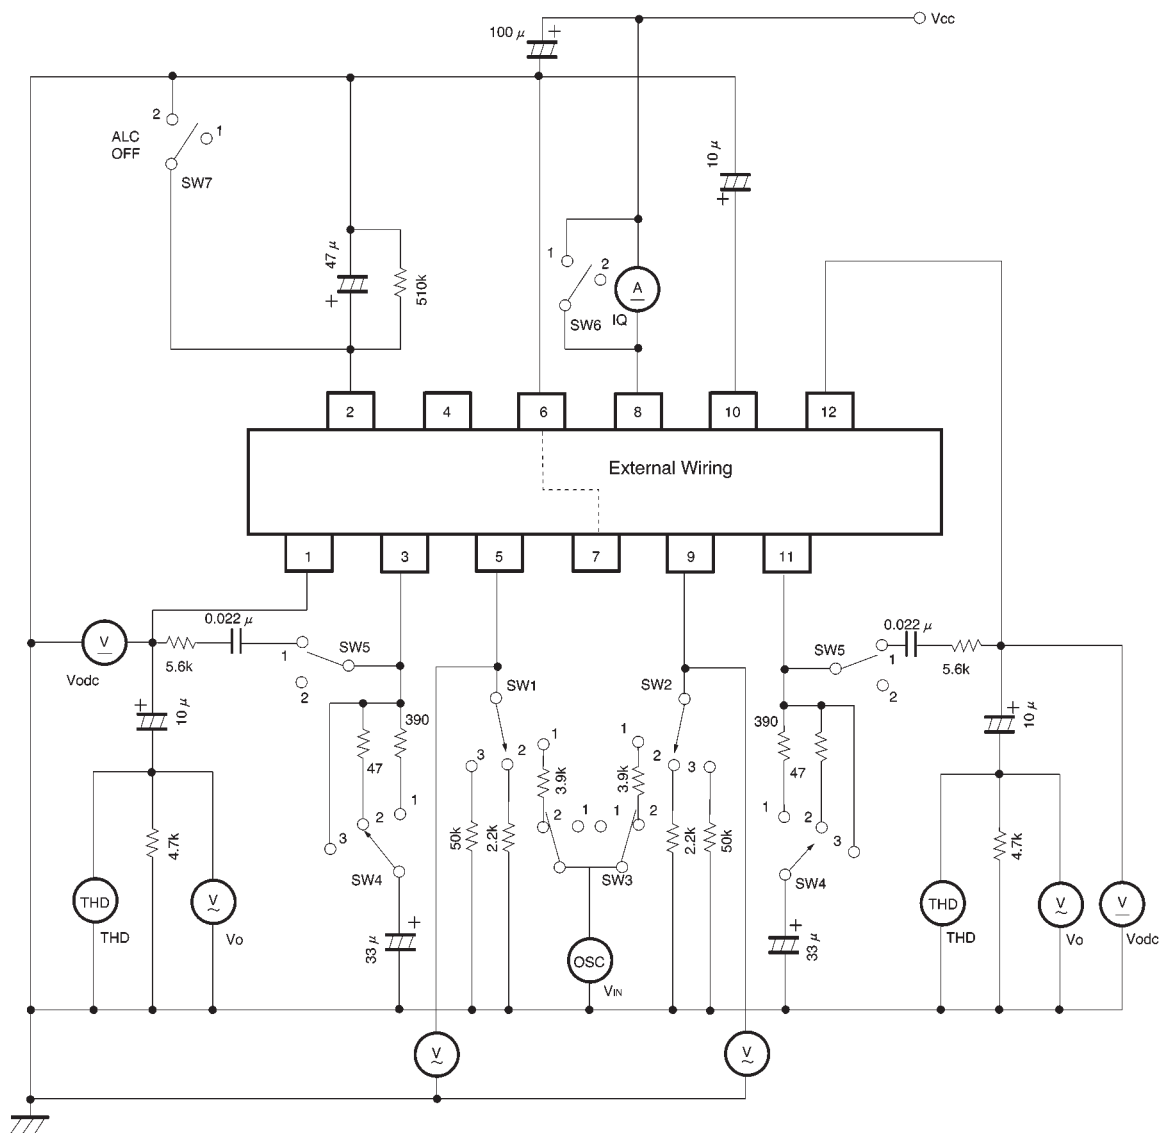 Vcc
100 μ
+
2
1
ALC
OFF
SW7
10 μ
+
47 μ
+
510k
1
2
SW6
A
IQ
2
4
6
8
10
12
External Wiring
1
3
5
7
9
11
0.022 μ
V
Vodc
5.6k
1
SW5
2
+
10 μ
390
47
1
2
3
SW4
4.7k
THD
THD
V
~
Vo
+
33 μ
SW1
3
2
50k
2.2k
1
3.9k
2
1
1
3.9k
2
SW3
OSC
VIN
SW2
2
3
2.2k
50k
0.022 μ
SW5
1
5.6k
2
390
47
1
2
3
SW4
+
33 μ
+
10 μ
4.7k
THD
THD
V
~
Vo
V
Vodc
V
~
V
~